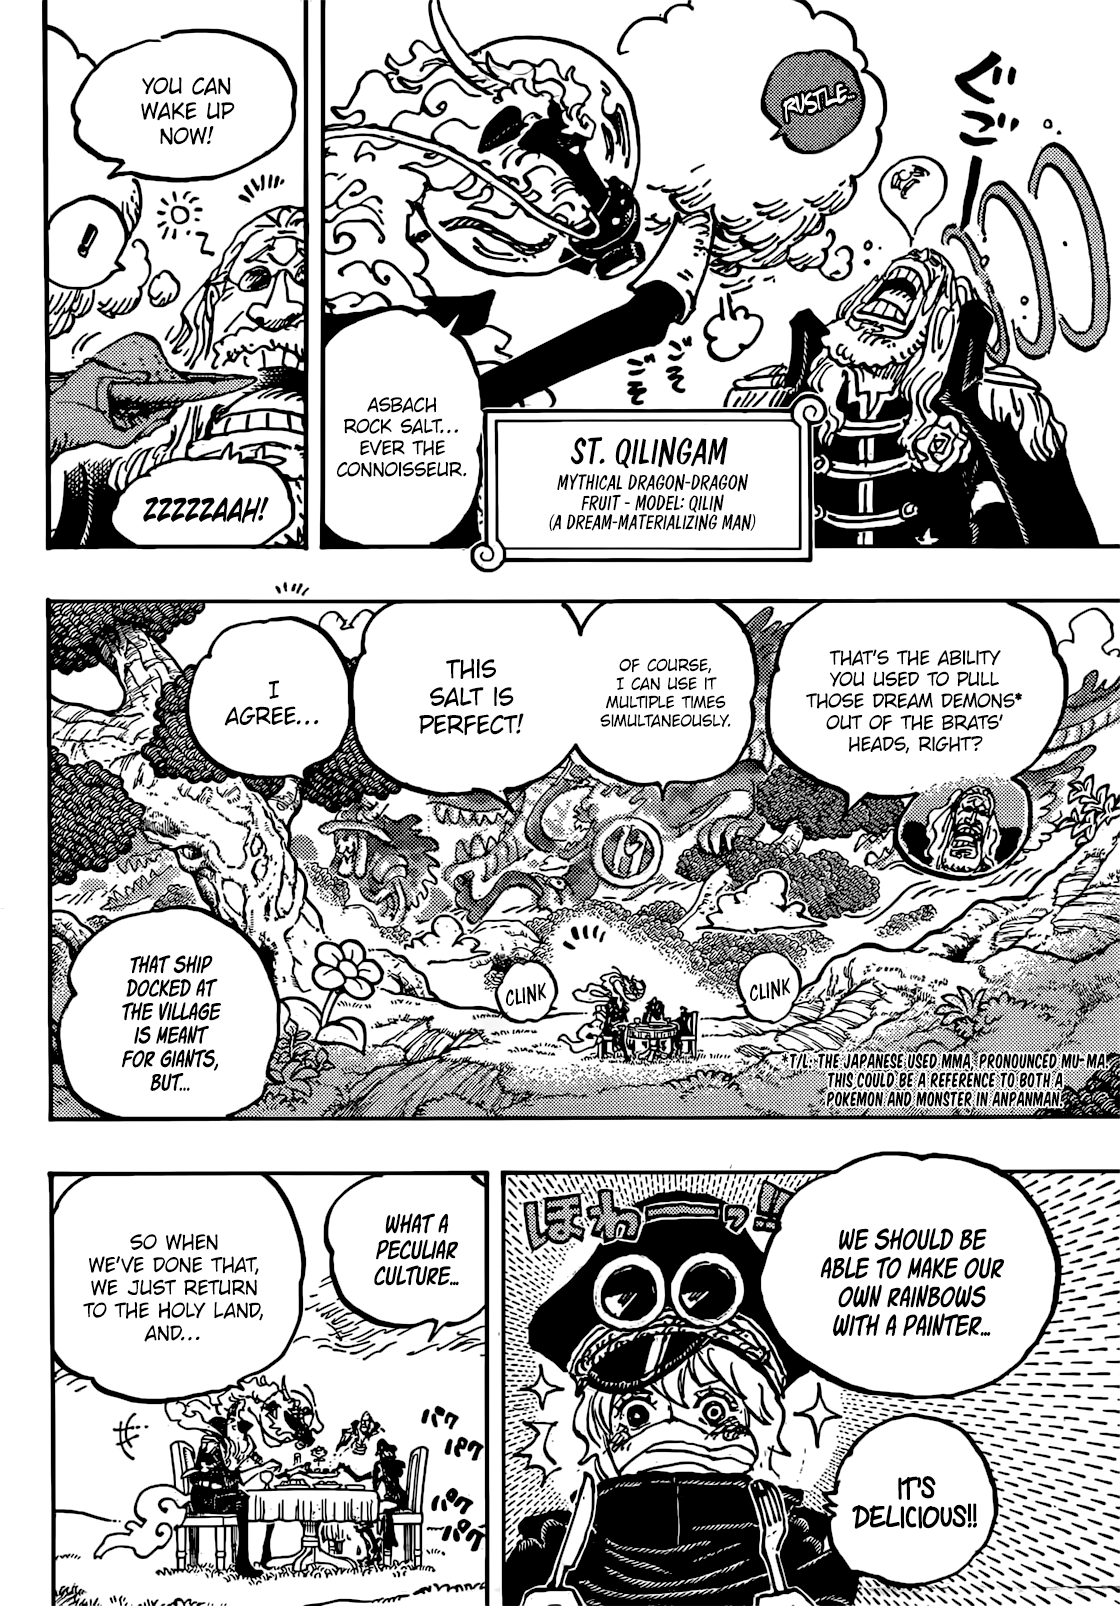 RUSTLE..
ぐご
ASBACH
ROCK SALT...
EVER THE
CONNOISSEUR.
ST. QILINGAM
MYTHICAL DRAGON-DRAGON
FRUIT - MODEL: QILIN
(A DREAM-MATERIALIZING MAN)
YOU CAN
WAKE UP
NOW!
!
ZZZZZAAH!
THAT'S THE ABILITY
YOU USED TO PULL
THOSE DREAM DEMONS*
OUT OF THE BRATS'
HEADS, RIGHT?
OF COURSE,
I CAN USE IT
MULTIPLE TIMES
SIMULTANEOUSLY.
THIS
SALT IS
PERFECT!
I
AGREE...
CLINK
CLINK
THAT SHIP
DOCKED AT
THE VILLAGE
IS MEANT
FOR GIANTS,
BUT...
*T/L: THE JAPANESE USED MMA, PRONOUNCED MU-MA
THIS COULD BE A REFERENCE TO BOTH A
POKEMON AND MONSTER IN ANPANMAN.
ほわーっ!!
WE SHOULD BE
ABLE TO MAKE OUR
OWN RAINBOWS
WITH A PAINTER...
IT'S
DELICIOUS!!
WHAT A
PECULIAR
CULTURE...
SO WHEN
WE'VE DONE THAT,
WE JUST RETURN
TO THE HOLY LAND,
AND...